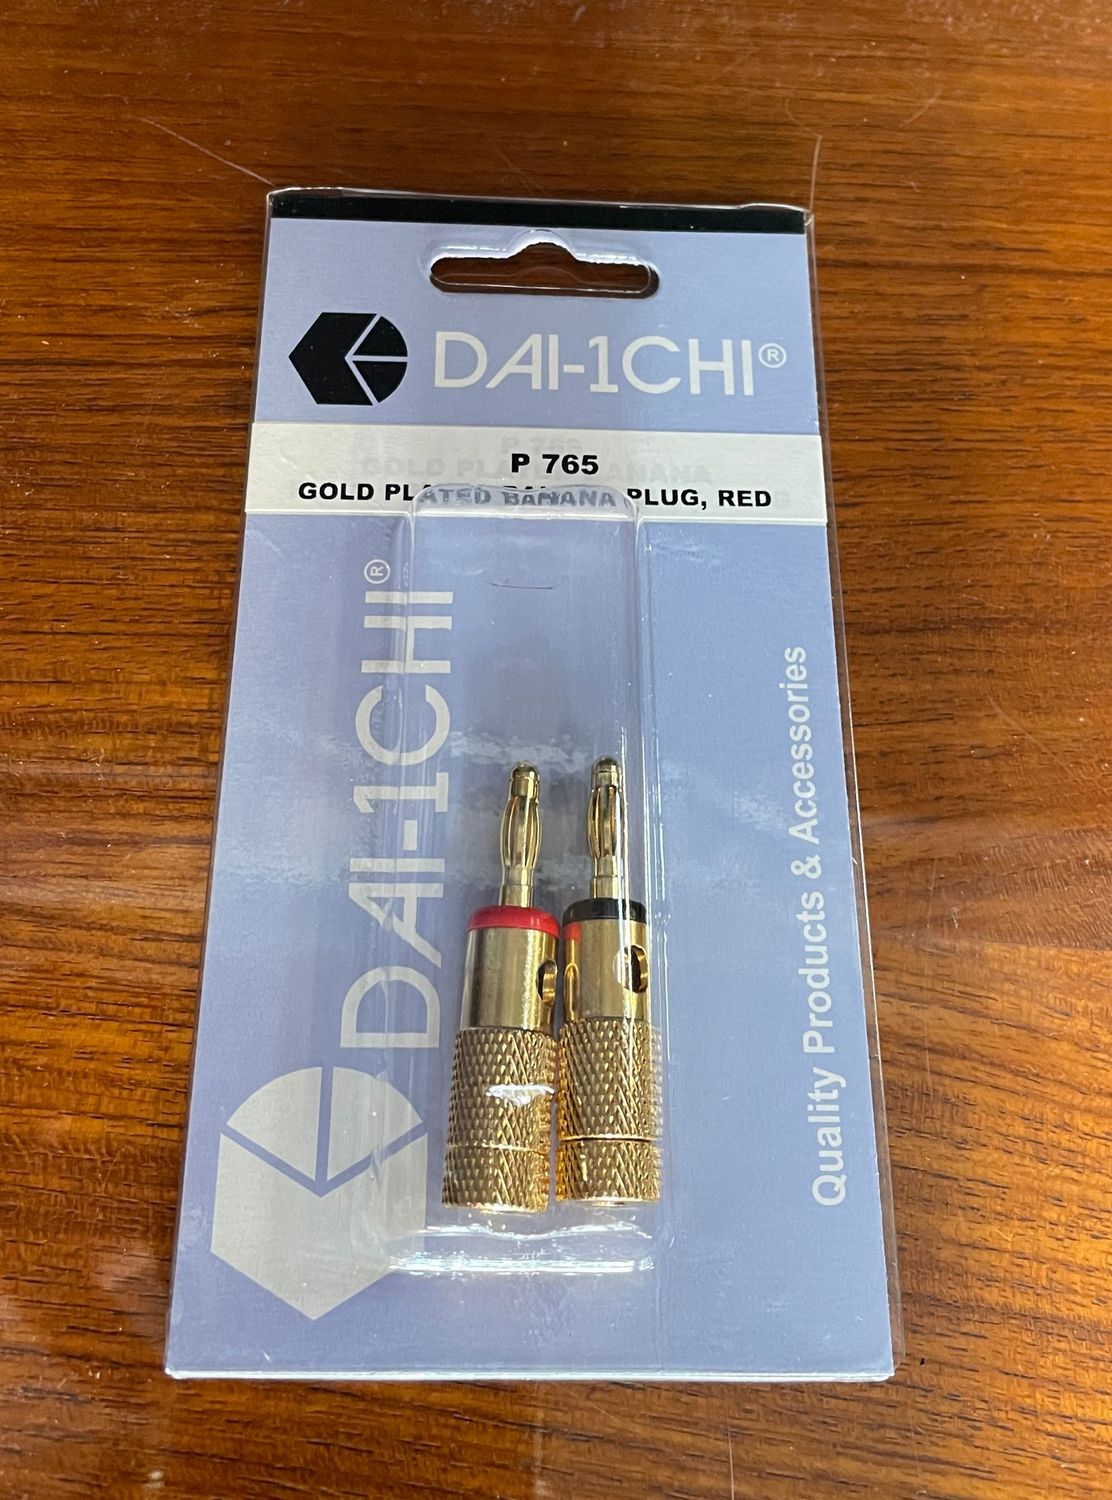 DAI-1CHI®
P 765
GOLD PLATED BANANA PLUG, RED
DAI-1CHI®
Quality Products & Accessories